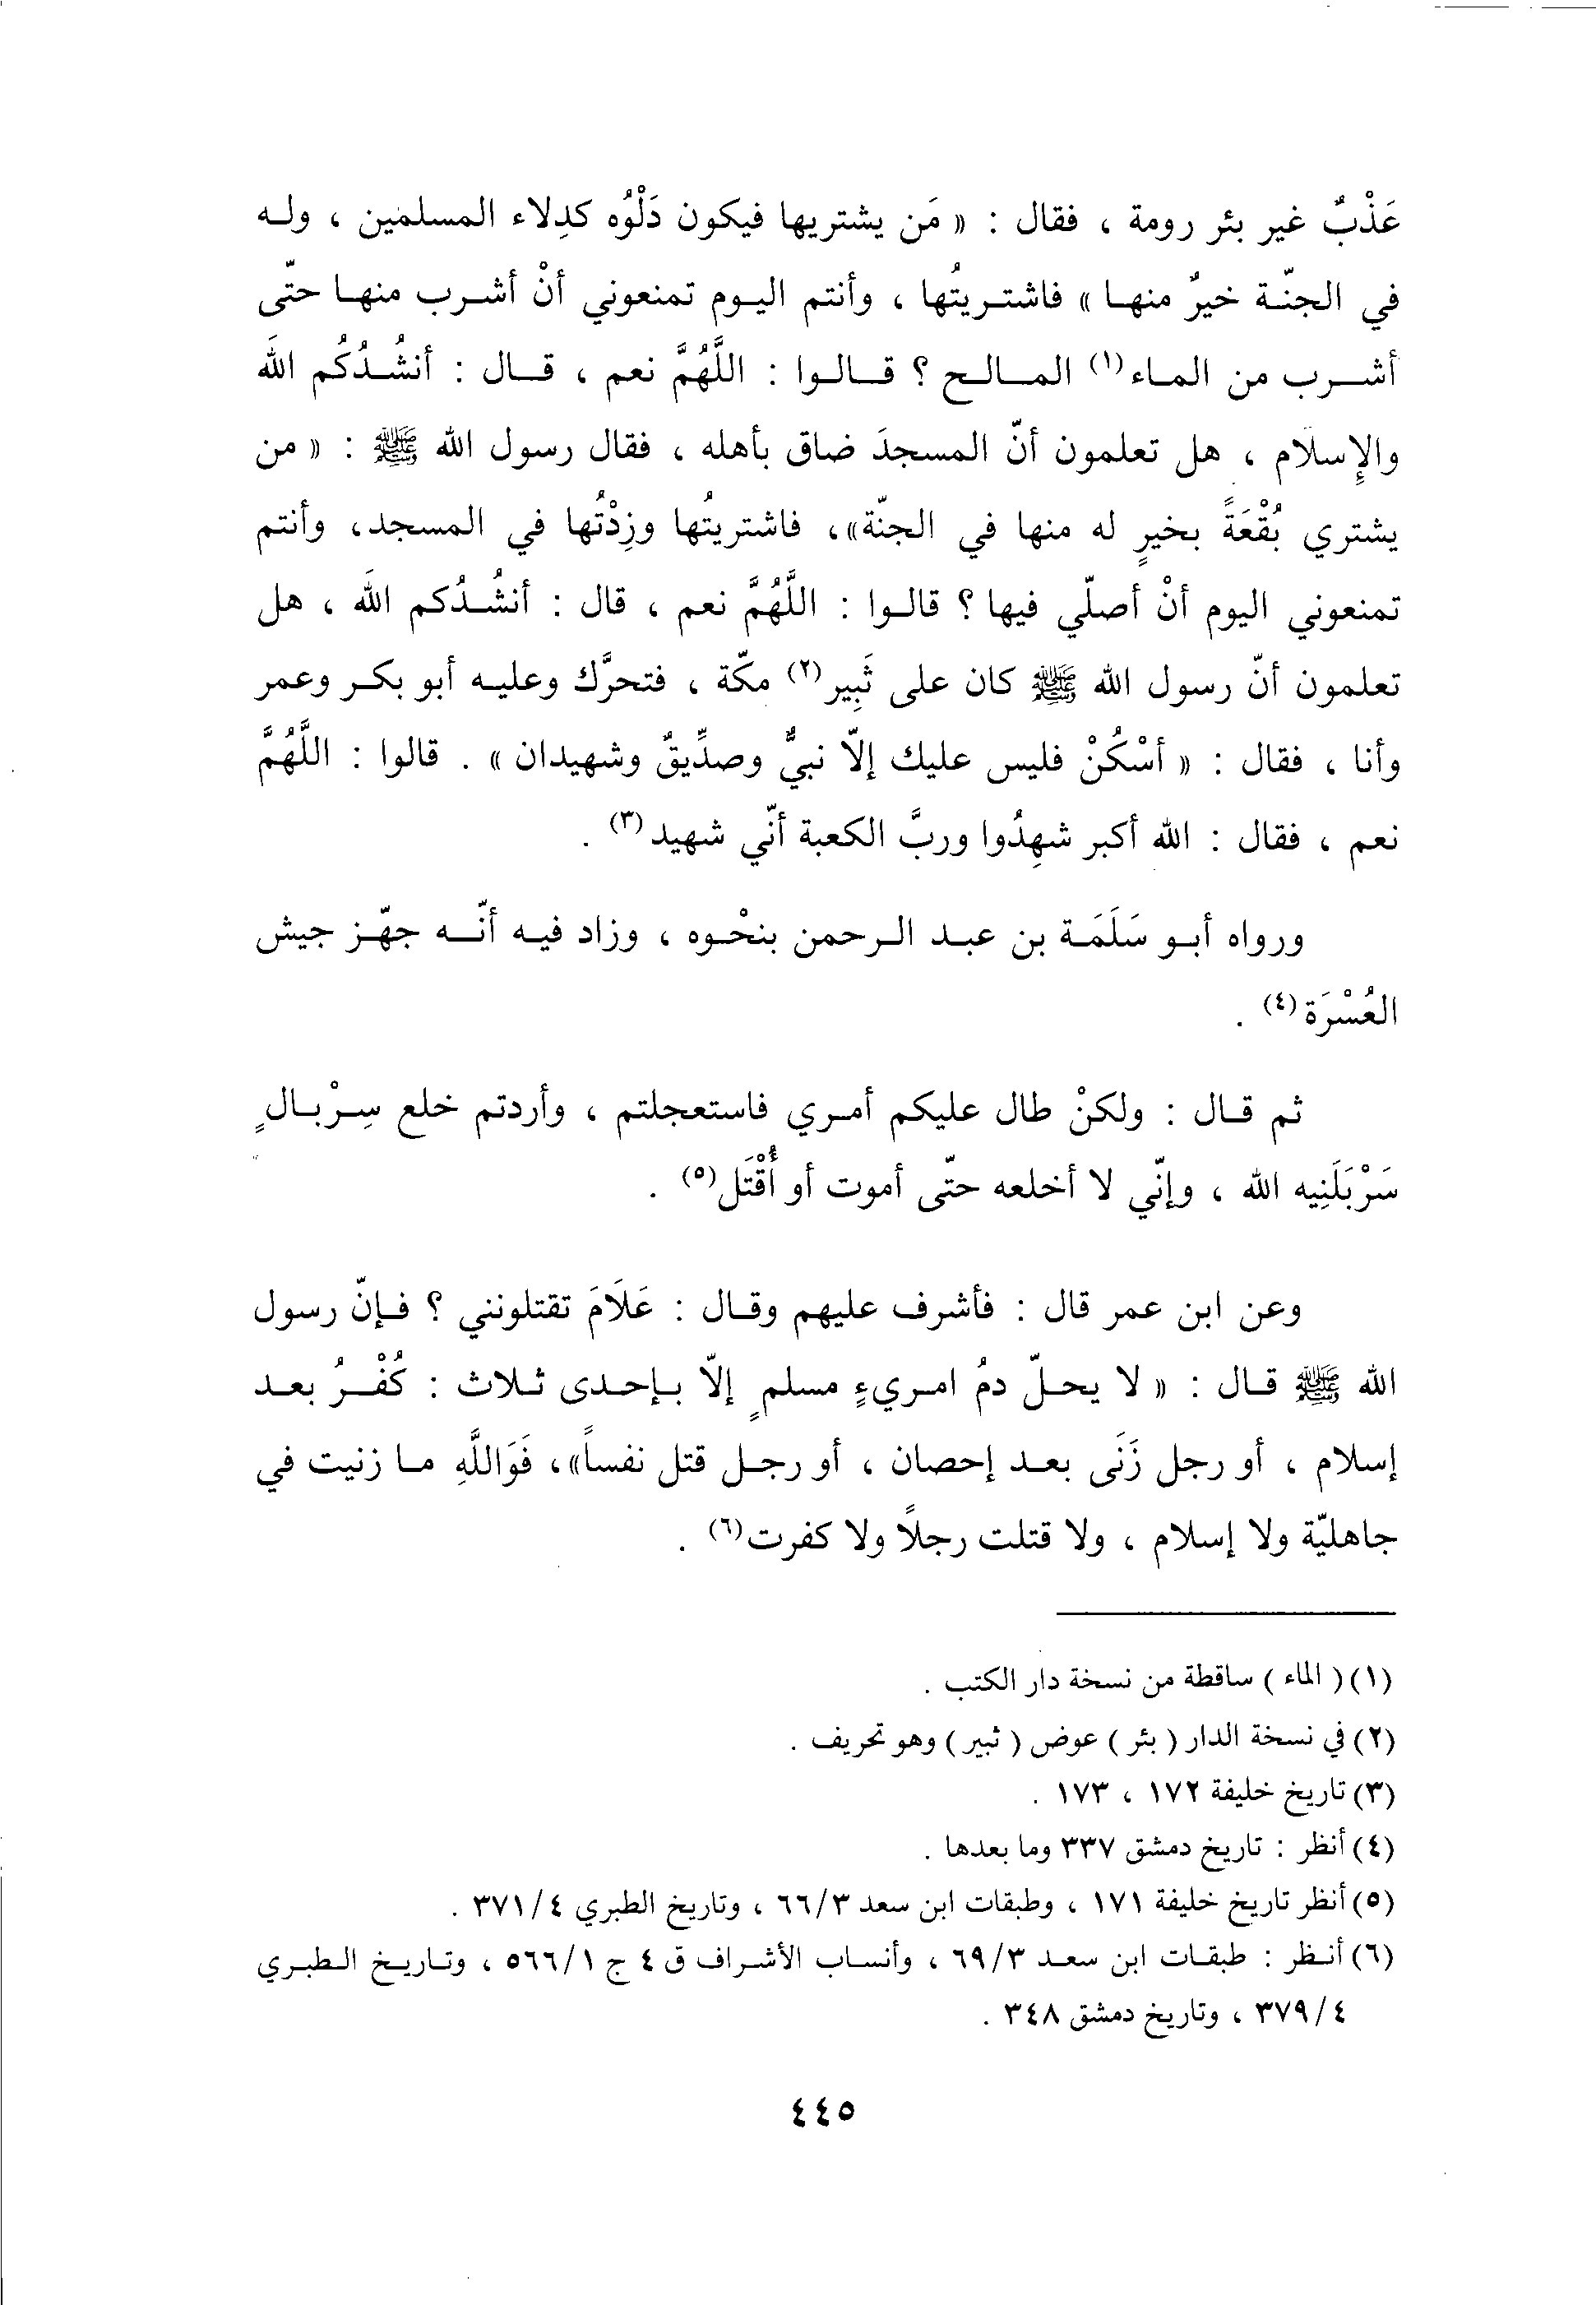 عَذْبٌ غير بئر رومة ، فقال : « مَن يشتريها فيكون دَلْوُه كدِلاء المسلمين ، وله
في الجنّة خيرٌ منها » فاشتريتُها ، وأنتم اليوم تمنعوني أنْ أشرب منها حتّى
أشرب من الماء(١) المالح ؟ قالوا : اللَّهُمَّ نعم ، قال : أنشُدُكُم اللَه
والإِسلام ، هل تعلمون أنّ المسجدَ ضاق بأهله ، فقال رسول الله ﷺ : « من
يشتري بُقْعَةً بخيرٍ له منها في الجنّة»، فاشتريتُها وزِدْتُها في المسجد، وأنتم
تمنعوني اليوم أنْ أصلّي فيها ؟ قالوا : اللَّهُمَّ نعم ، قال : أنشُدُكم اللَه ، هل
تعلمون أنّ رسول الله ﷺ كان على ثَبِير(٢) مكّة ، فتحرَّك وعليه أبو بكر وعمر
وأنا ، فقال : « أسْكُنْ فليس عليك إلاّ نبيٌّ وصدِّيقٌ وشهيدان » . قالوا : اللَّهُمَّ
نعم ، فقال : الله أكبر شهِدُوا وربَّ الكعبة أنّي شهيد(٣) .
ورواه أبو سَلَمَة بن عبد الرحمن بنحْوه ، وزاد فيه أنّه جهّز جيش
العُسْرَة(٤) .
ثم قال : ولكنْ طال عليكم أمري فاستعجلتم ، وأردتم خلع سِرْبالٍ
سَرْبَلَنِيه الله ، وإنّي لا أخلعه حتّى أموت أو أُقْتَل(٥) .
وعن ابن عمر قال : فأشرف عليهم وقال : عَلَامَ تقتلونني ؟ فإنّ رسول
الله ﷺ قال : « لا يحلّ دمُ امريءٍ مسلمٍ إلاّ بإحدى ثلاث : كُفْرُ بعد
إسلام ، أو رجل زَنَى بعد إحصان ، أو رجل قتل نفساً»، فَوَاللَّهِ ما زنيت في
جاهليّة ولا إسلام ، ولا قتلت رجلاً ولا كفرت(٦) .
(١) ( الماء ) ساقطة من نسخة دار الكتب .
(٢) في نسخة الدار ( بئر ) عوض ( ثبير ) وهو تحريف .
(٣) تاريخ خليفة ١٧٢ ، ١٧٣ .
(٤) أنظر : تاريخ دمشق ٣٣٧ وما بعدها .
(٥) أنظر تاريخ خليفة ١٧١ ، وطبقات ابن سعد ٦٦/٣ ، وتاريخ الطبري ٣٧١/٤ .
(٦) أنظر : طبقات ابن سعد ٦٩/٣ ، وأنساب الأشراف ق ٤ ج ٥٦٦/١ ، وتاريخ الطبري
٣٧٩/٤ ، وتاريخ دمشق ٣٤٨ .
٤٤٥